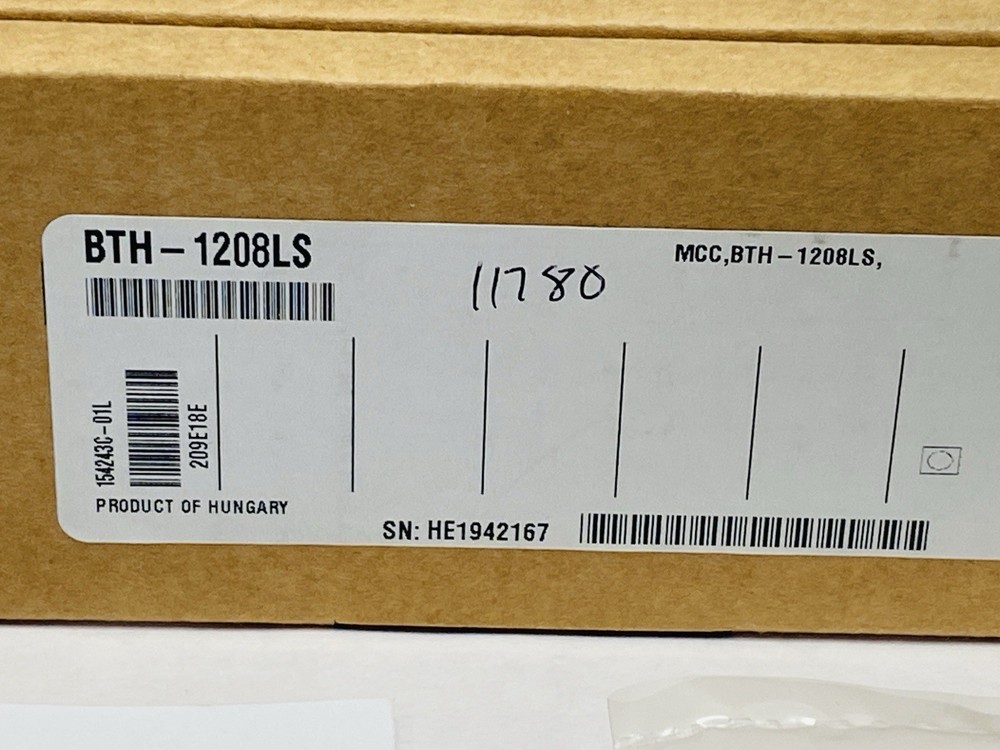 BTH-1208LS
MCC,BTH-1208LS,
11780
154243C-01L
209E18E
PRODUCT OF HUNGARY
SN: HE1942167